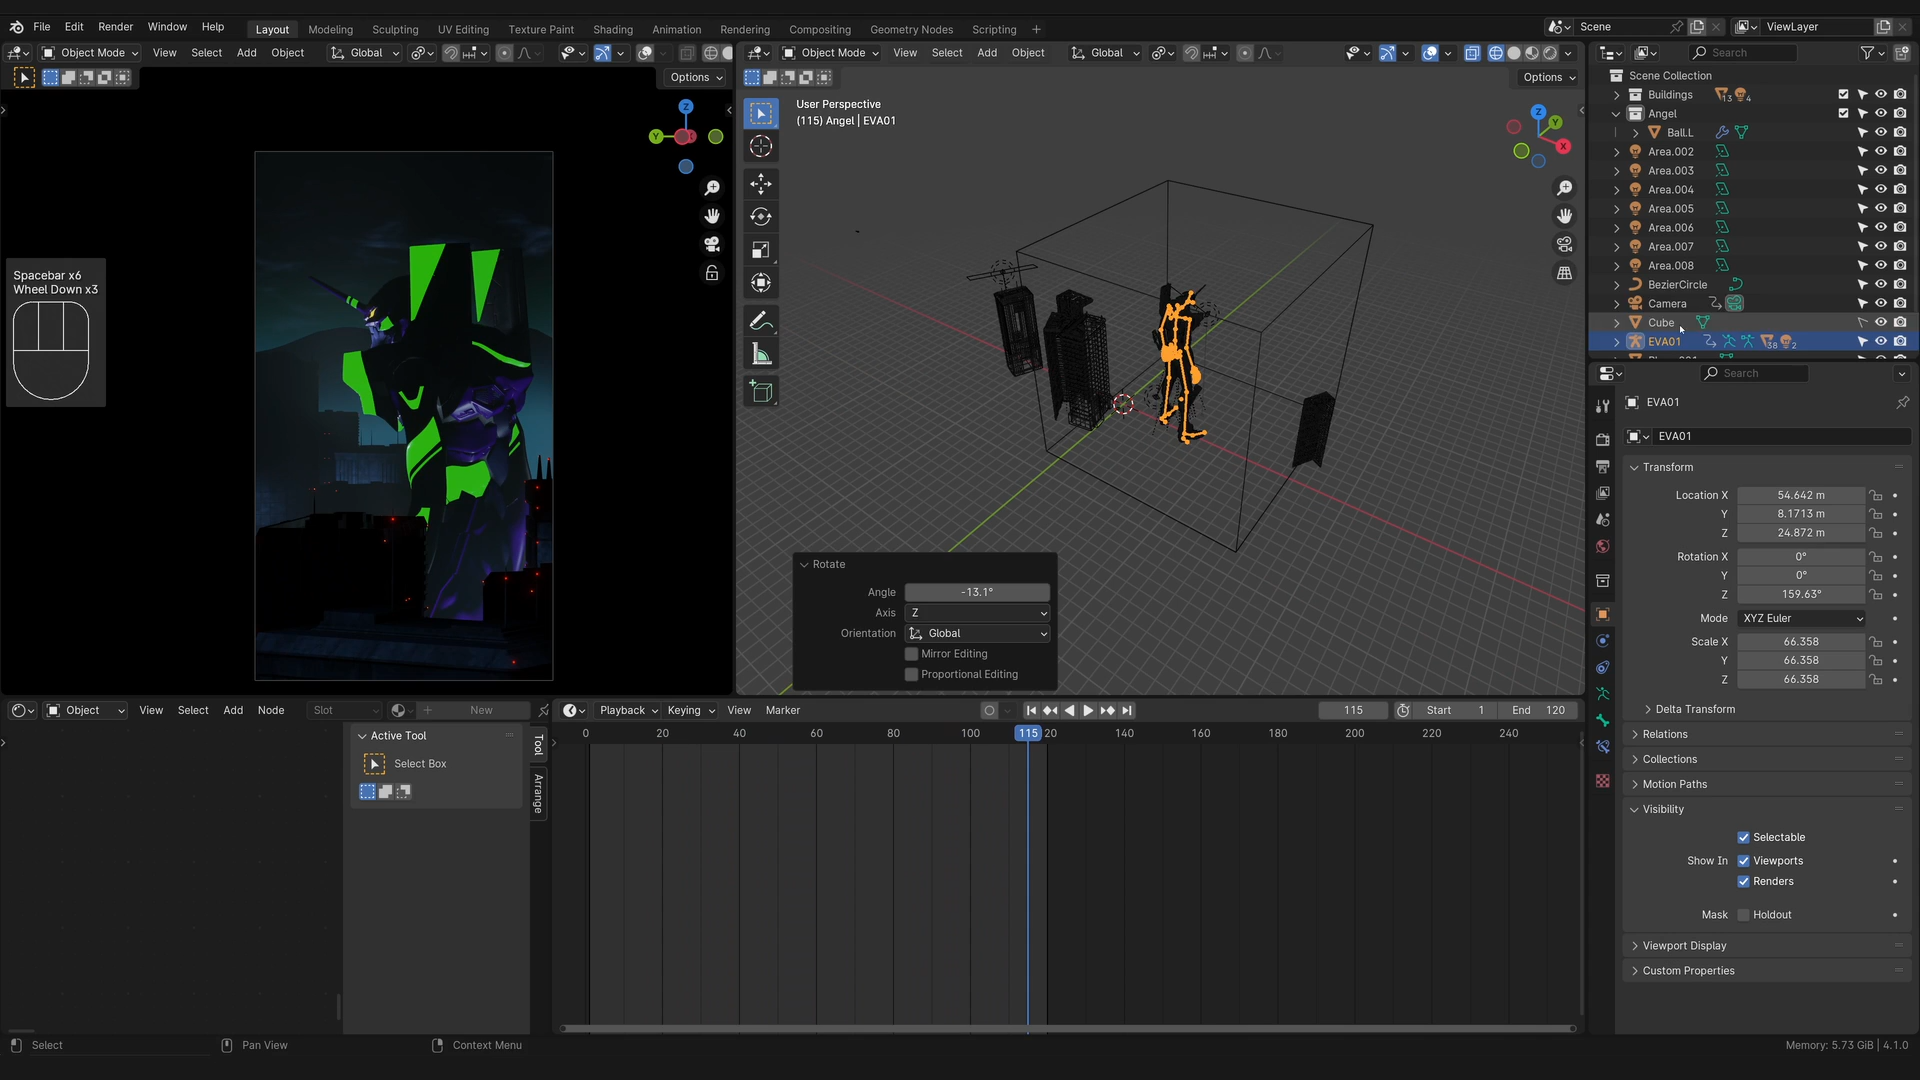 File Edit Render Window Help Layout Modeling Sculpting UV Editing Texture Paint Shading Animation Rendering Compositing Geometry Nodes Scripting + Scene ViewLayer
Object Mode View Select Add Object Global
Object Mode View Select Add Object Global
Search
Options
Options
User Perspective
(115) Angel | EVA01
Z
Y
Z
Y
X
Spacebar x6
Wheel Down x3
Scene Collection
Buildings 13 4
Angel
Ball.L
Area.002
Area.003
Area.004
Area.005
Area.006
Area.007
Area.008
BezierCircle
Camera
Cube
EVA01 38 2
Search
EVA01
EVA01
Transform
Location X 54.642 m
Y 8.1713 m
Z 24.872 m
Rotation X 0°
Y 0°
Z 159.63°
Mode XYZ Euler
Scale X 66.358
Y 66.358
Z 66.358
Delta Transform
Relations
Collections
Motion Paths
Visibility
Selectable
Show In Viewports
Renders
Mask Holdout
Viewport Display
Custom Properties
Rotate
Angle -13.1°
Axis Z
Orientation Global
Mirror Editing
Proportional Editing
Object View Select Add Node Slot New
Active Tool
Select Box
Tool
Arrange
Playback Keying View Marker 115 Start 1 End 120
0 20 40 60 80 100 115 20 140 160 180 200 220 240
Select Pan View Context Menu Memory: 5.73 GiB | 4.1.0